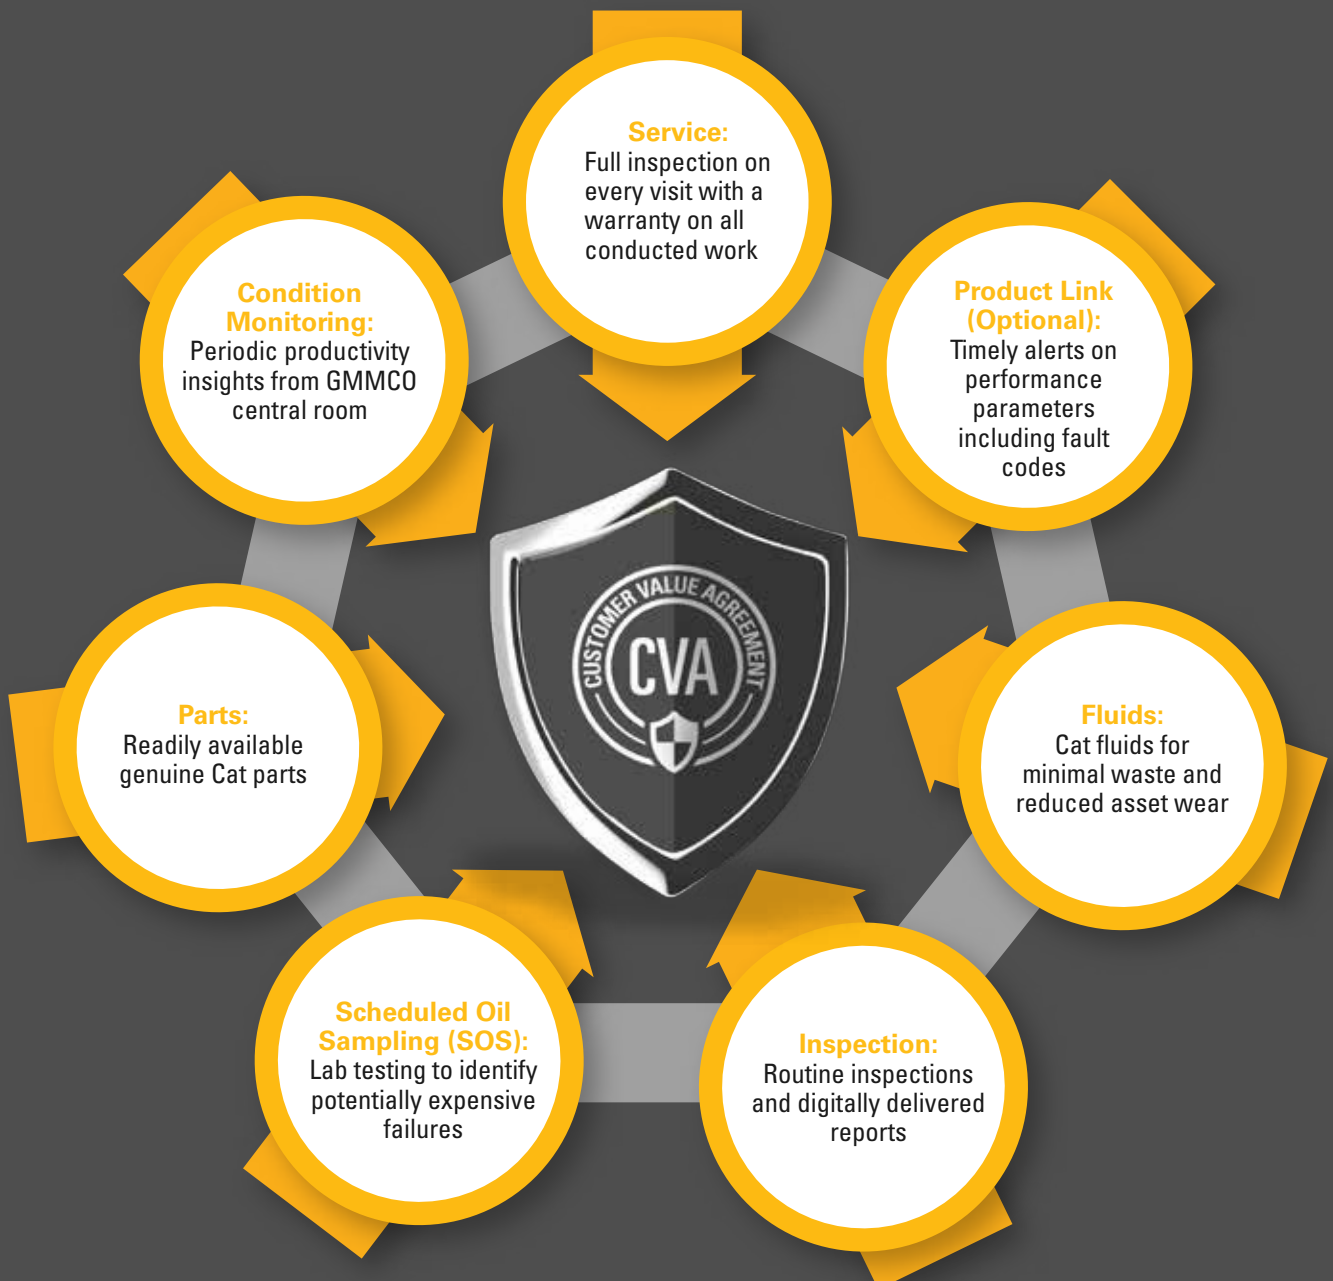 Service:
Full inspection on
every visit with a
warranty on all
conducted work
Product Link
(Optional):
Timely alerts on
performance
parameters
including fault
codes
Fluids:
Cat fluids for
minimal waste and
reduced asset wear
Inspection:
Routine inspections
and digitally delivered
reports
Scheduled Oil
Sampling (SOS):
Lab testing to identify
potentially expensive
failures
Parts:
Readily available
genuine Cat parts
Condition
Monitoring:
Periodic productivity
insights from GMMCO
central room
CUSTOMER VALUE AGREEMENT
CVA